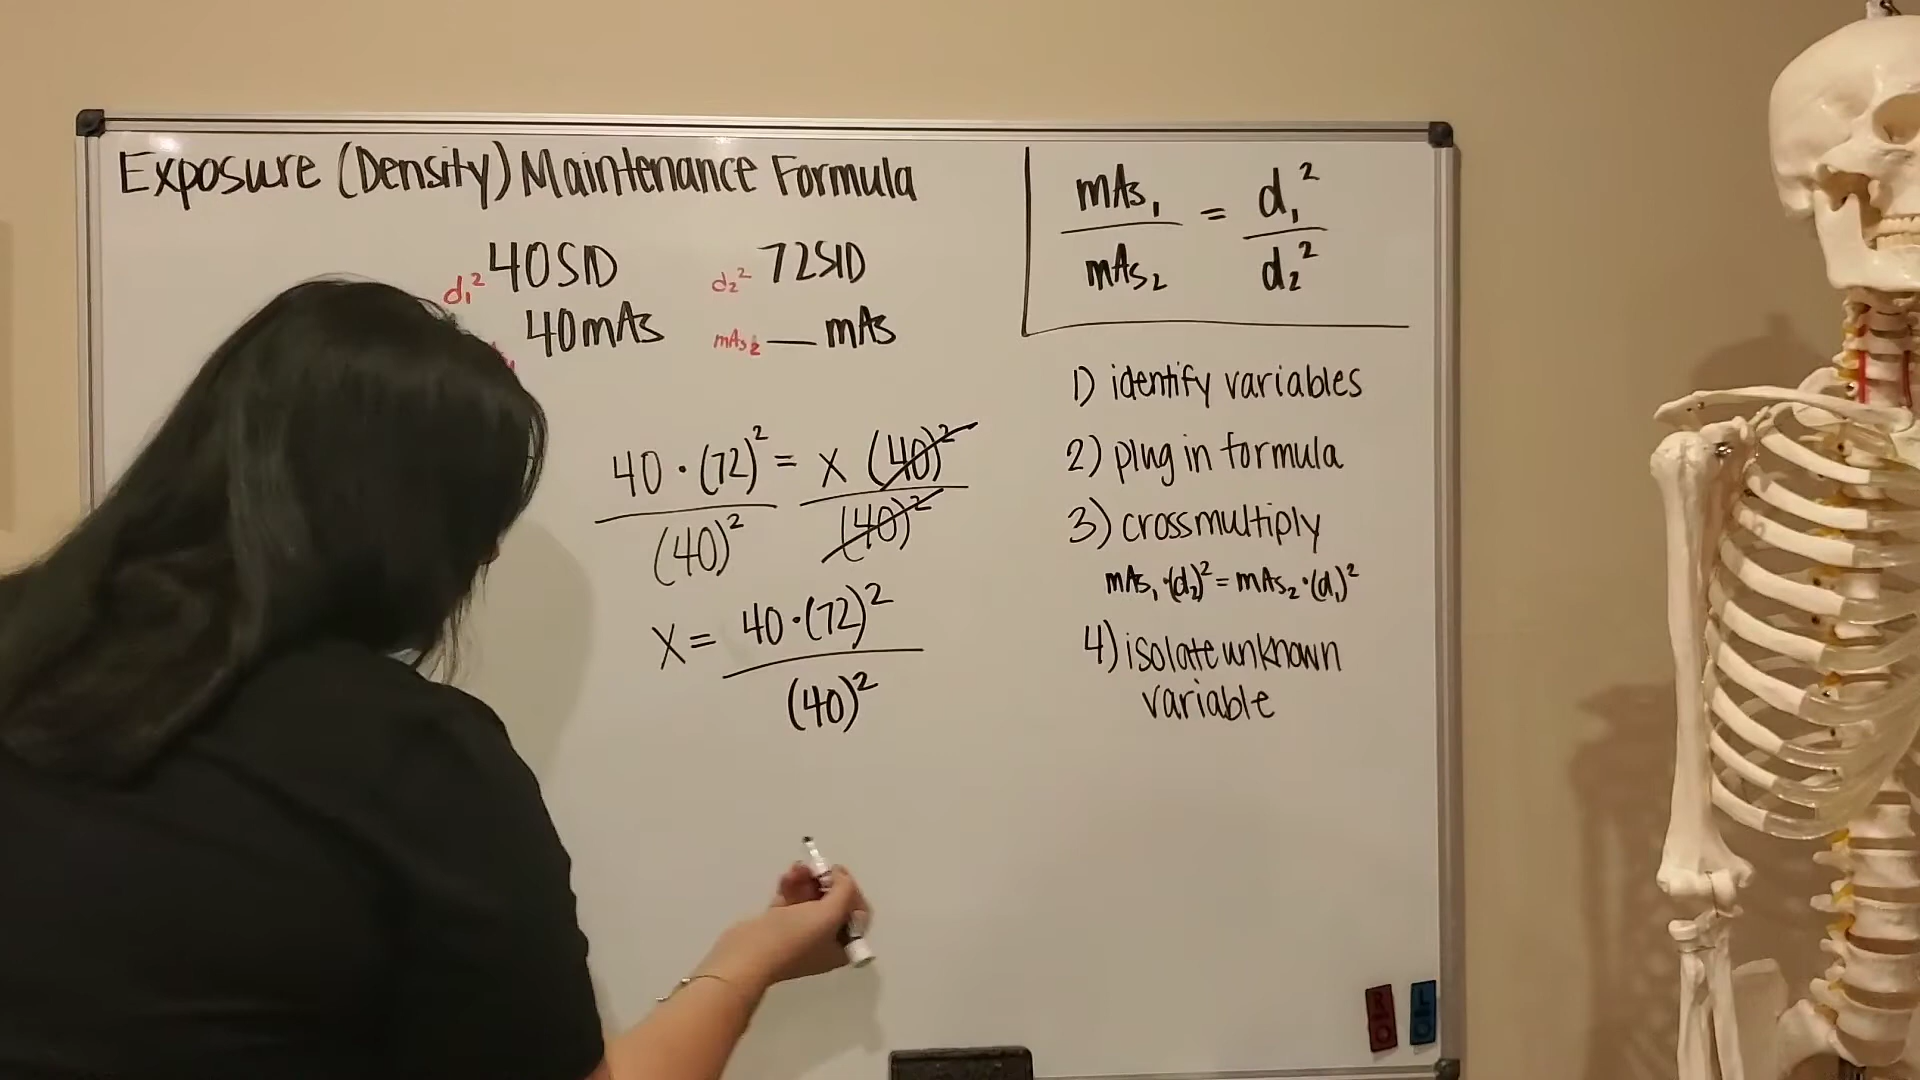 Exposure (Density) Maintenance Formula
d₁² 40SID
40mAs
d₂² 72SID
mAs₂ __ mAs
mAs₁ / mAs₂ = d₁² / d₂²
40 · (72)² / (40)² = x (40)² / (40)²
x = 40 · (72)² / (40)²
1) identify variables
2) plug in formula
3) crossmultiply
mAs₁ · (d₂)² = mAs₂ · (d₁)²
4) isolate unknown
variable
R
L